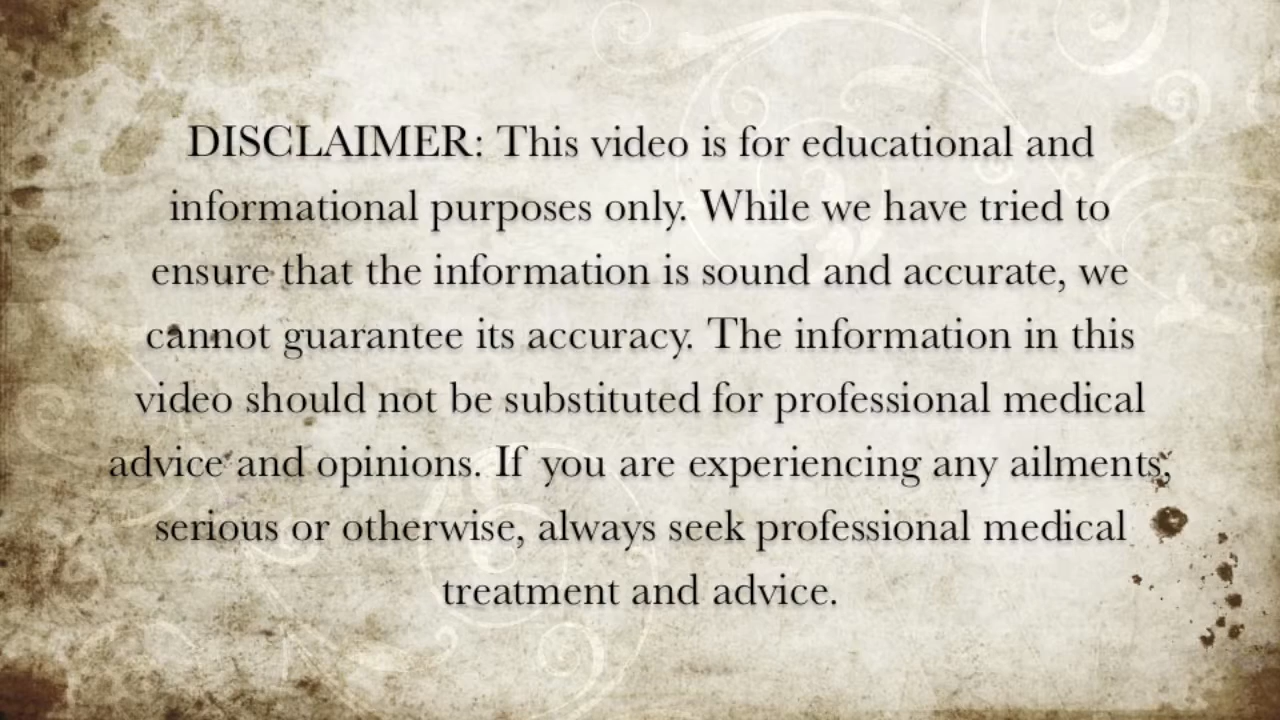 DISCLAIMER: This video is for educational and
informational purposes only. While we have tried to
ensure that the information is sound and accurate, we
cannot guarantee its accuracy. The information in this
video should not be substituted for professional medical
advice and opinions. If you are experiencing any ailments,
serious or otherwise, always seek professional medical
treatment and advice.